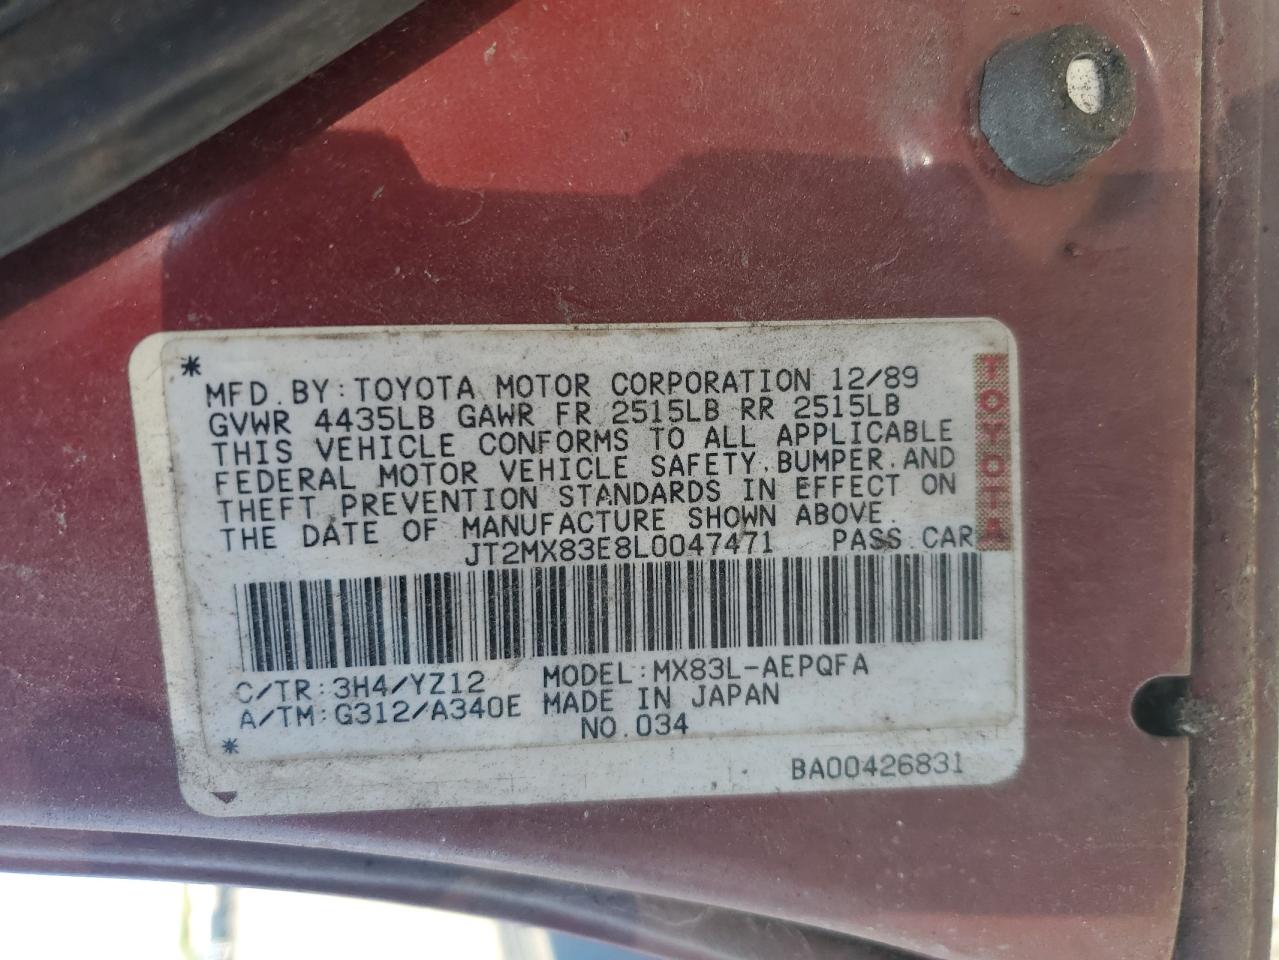 *
MFD. BY: TOYOTA MOTOR CORPORATION 12/89
GVWR 4435LB GAWR FR 2515LB RR 2515LB
THIS VEHICLE CONFORMS TO ALL APPLICABLE
FEDERAL MOTOR VEHICLE SAFETY, BUMPER, AND
THEFT PREVENTION STANDARDS IN EFFECT ON
THE DATE OF MANUFACTURE SHOWN ABOVE.
JT2MX83E8L0047471 PASS CAR
TOYOTA
C/TR: 3H4/YZ12 MODEL: MX83L-AEPQFA
A/TM: G312/A340E MADE IN JAPAN
NO. 034
*
BA00426831